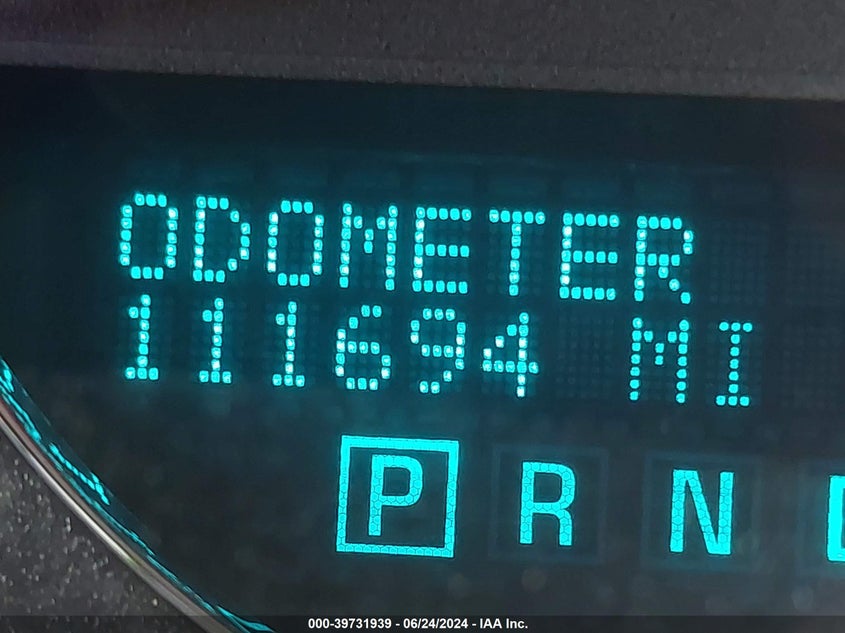 ODOMETER
111694 MI
P R N
000-39731939 - 06/24/2024 - IAA Inc.